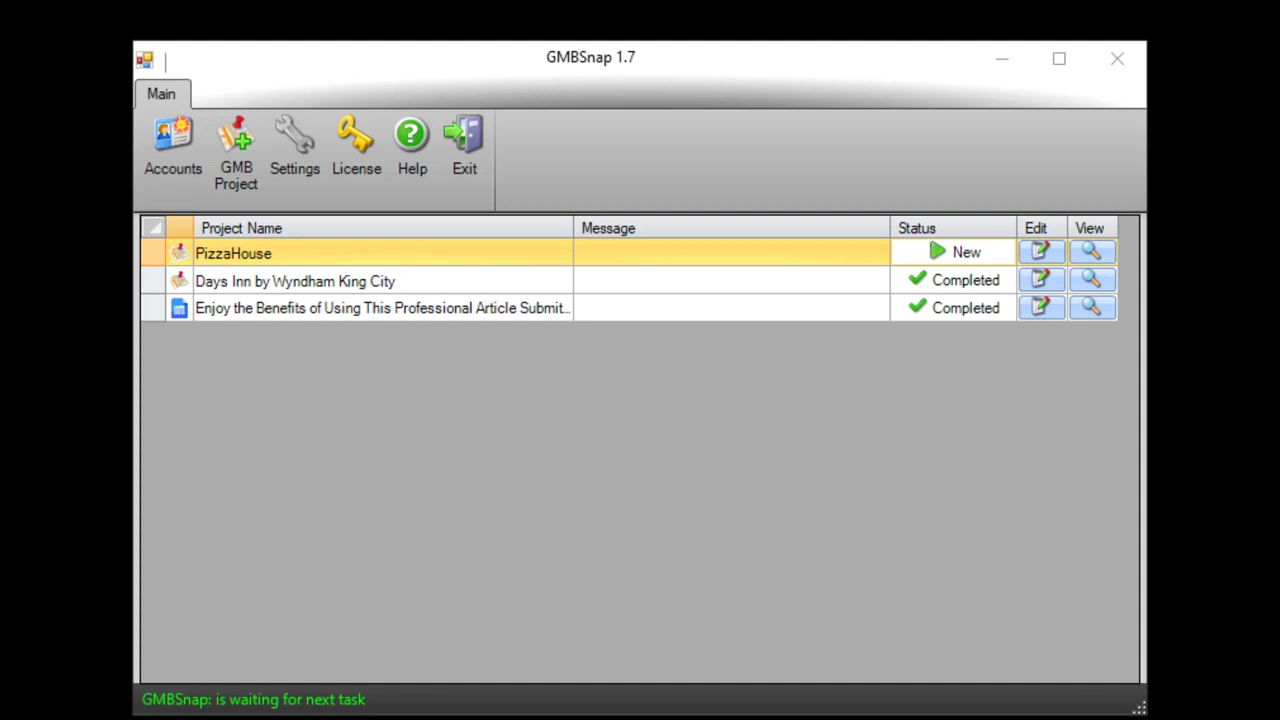 GMBSnap 1.7
Main
Accounts
GMB
Project
Settings
License
Help
Exit
Project Name
Message
Status
Edit
View
PizzaHouse
New
Days Inn by Wyndham King City
Completed
Enjoy the Benefits of Using This Professional Article Submit...
Completed
GMBSnap: is waiting for next task